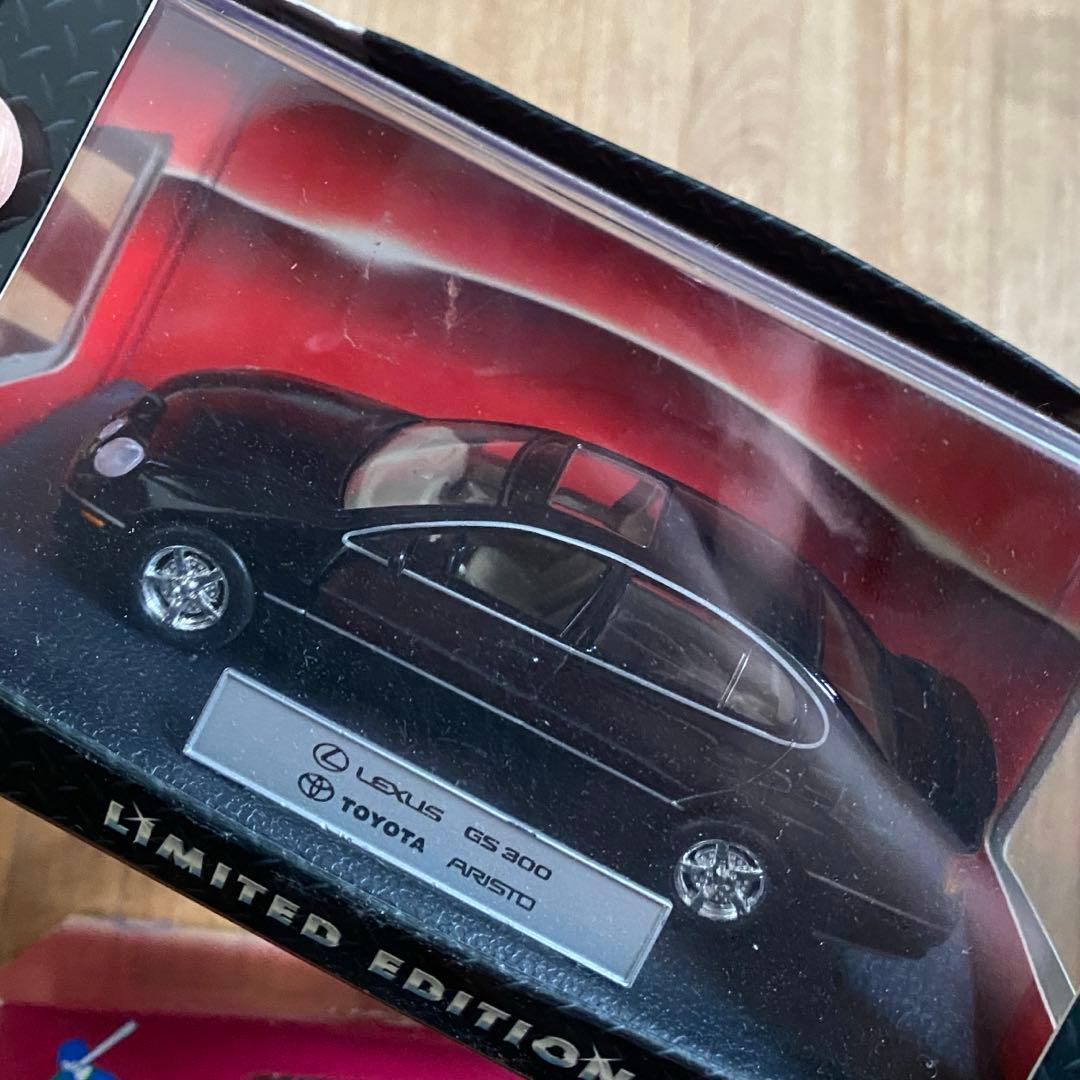 LEXUS GS 300
TOYOTA ARISTO
LIMITED EDITION